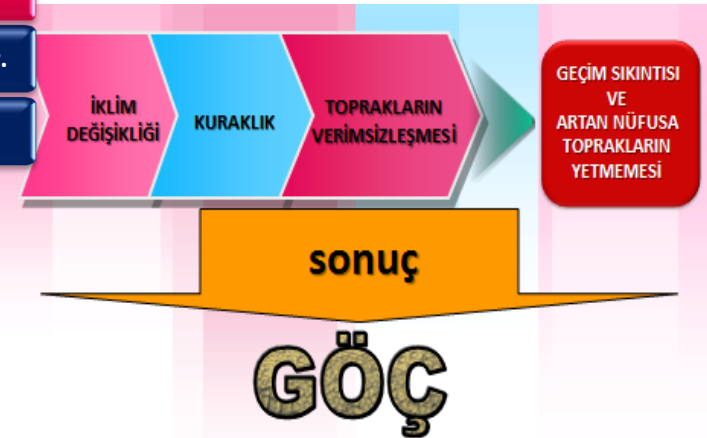 İKLİM
DEĞİŞİKLİĞİ
KURAKLIK
TOPRAKLARIN
VERİMSİZLEŞMESİ
GEÇİM SIKINTISI
VE
ARTAN NÜFUSA
TOPRAKLARIN
YETMEMESİ
sonuç
GÖÇ